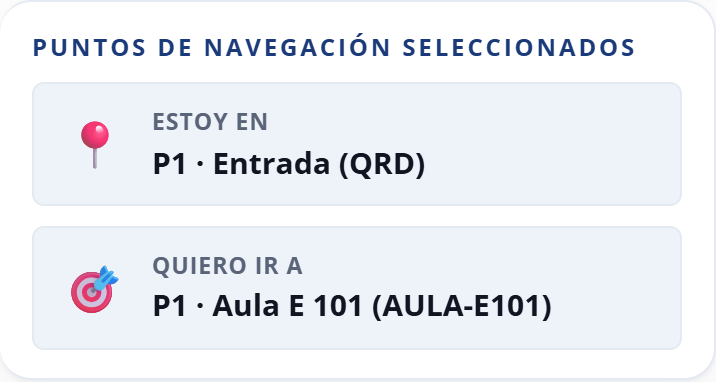 PUNTOS DE NAVEGACIÓN SELECCIONADOS
ESTOY EN
P1 · Entrada (QRD)
QUIERO IR A
P1 · Aula E 101 (AULA-E101)